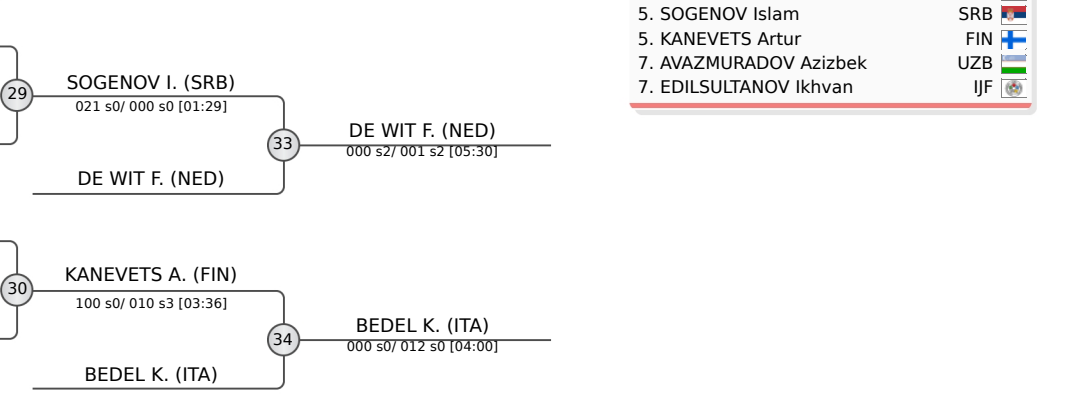 5. SOGENOV Islam SRB
5. KANEVETS Artur FIN
7. AVAZMURADOV Azizbek UZB
7. EDILSULTANOV Ikhvan IJF
29
SOGENOV I. (SRB)
021 s0/ 000 s0 [01:29]
33
DE WIT F. (NED)
000 s2/ 001 s2 [05:30]
DE WIT F. (NED)
30
KANEVETS A. (FIN)
100 s0/ 010 s3 [03:36]
34
BEDEL K. (ITA)
000 s0/ 012 s0 [04:00]
BEDEL K. (ITA)